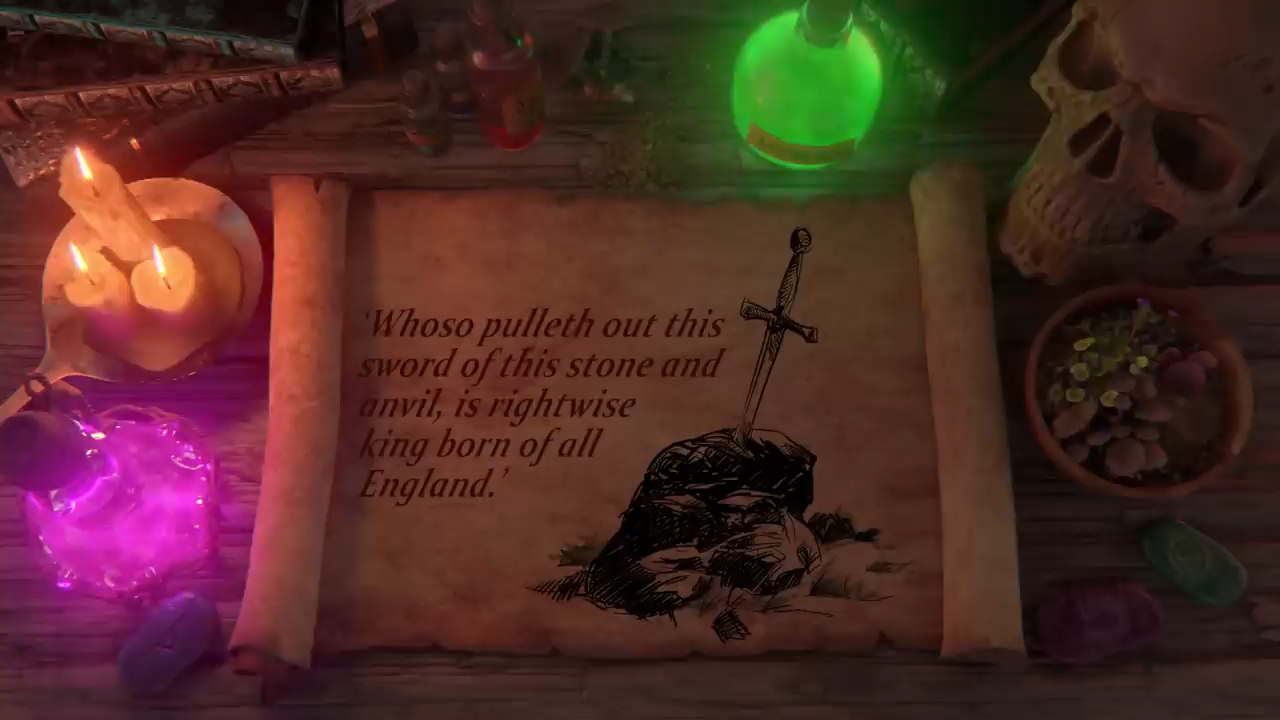 ‘Whoso pulleth out this
sword of this stone and
anvil, is rightwise
king born of all
England.’